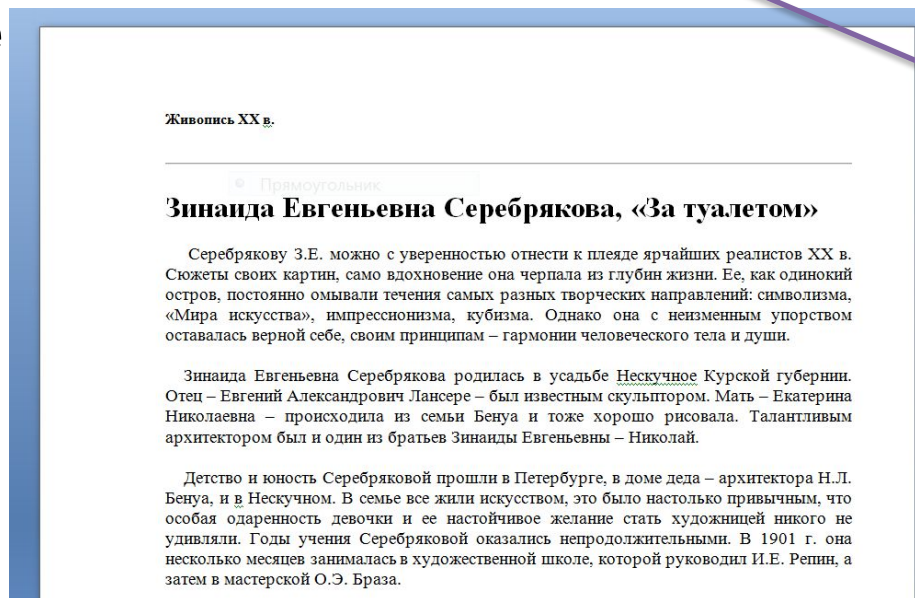 е
Живопись XX в.
Прямоугольник
Зинаида Евгеньевна Серебрякова, «За туалетом»
Серебрякову З.Е. можно с уверенностью отнести к плеяде ярчайших реалистов XX в.
Сюжеты своих картин, само вдохновение она черпала из глубин жизни. Ее, как одинокий
остров, постоянно омывали течения самых разных творческих направлений: символизма,
«Мира искусства», импрессионизма, кубизма. Однако она с неизменным упорством
оставалась верной себе, своим принципам – гармонии человеческого тела и души.
Зинаида Евгеньевна Серебрякова родилась в усадьбе Нескучное Курской губернии.
Отец – Евгений Александрович Лансере – был известным скульптором. Мать – Екатерина
Николаевна – происходила из семьи Бенуа и тоже хорошо рисовала. Талантливым
архитектором был и один из братьев Зинаиды Евгеньевны – Николай.
Детство и юность Серебряковой прошли в Петербурге, в доме деда – архитектора Н.Л.
Бенуа, и в Нескучном. В семье все жили искусством, это было настолько привычным, что
особая одаренность девочки и ее настойчивое желание стать художницей никого не
удивляли. Годы учения Серебряковой оказались непродолжительными. В 1901 г. она
несколько месяцев занималась в художественной школе, которой руководил И.Е. Репин, а
затем в мастерской О.Э. Браза.